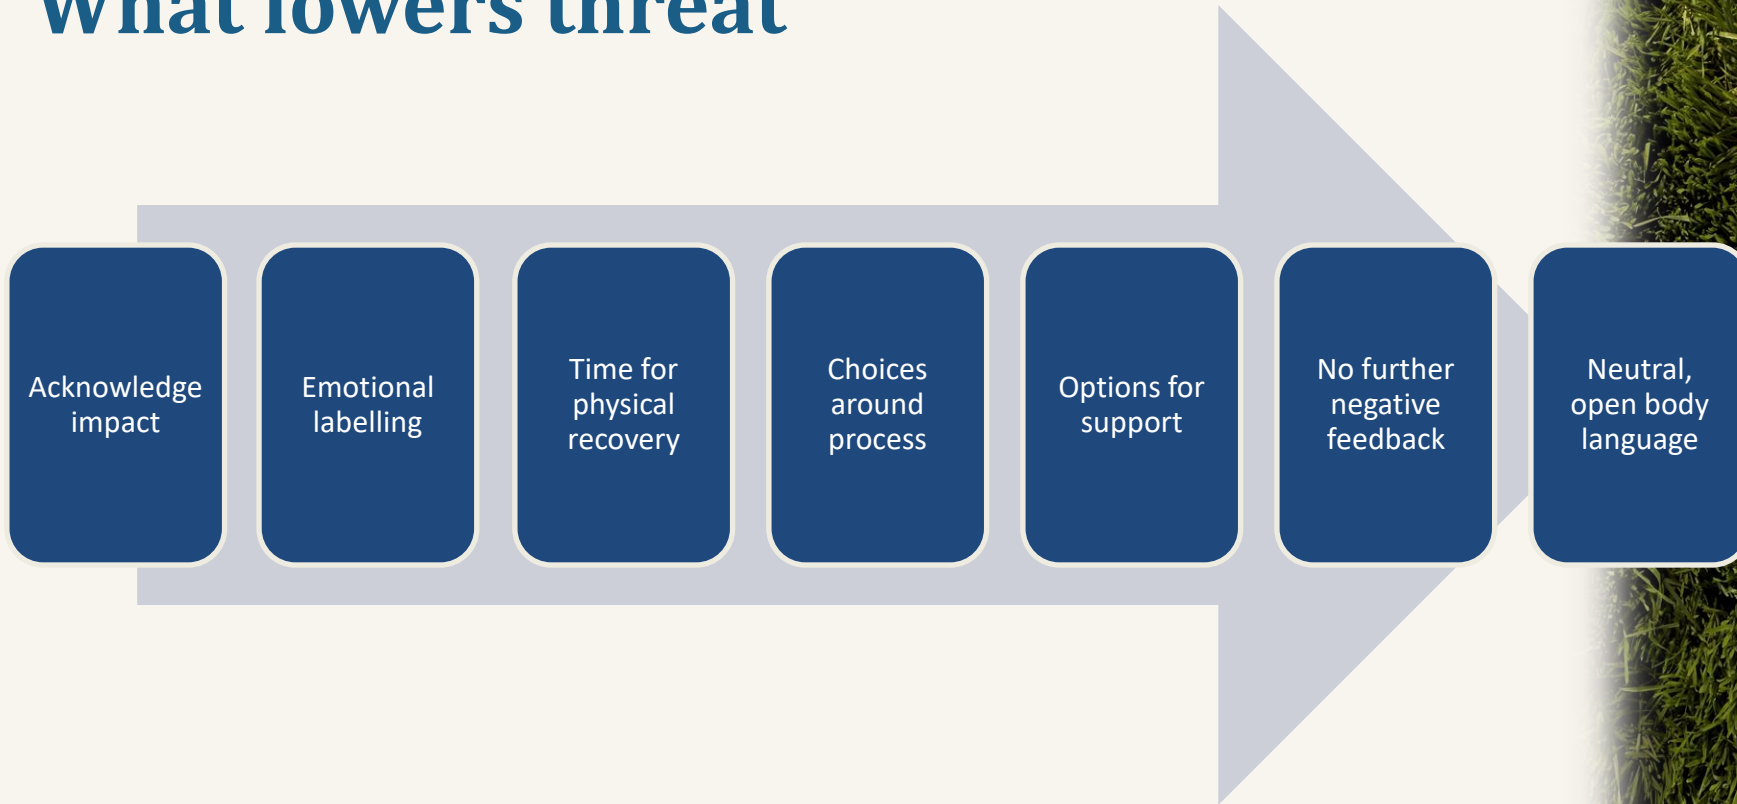 What lowers threat
Acknowledge
impact
Emotional
labelling
Time for
physical
recovery
Choices
around
process
Options for
support
No further
negative
feedback
Neutral,
open body
language